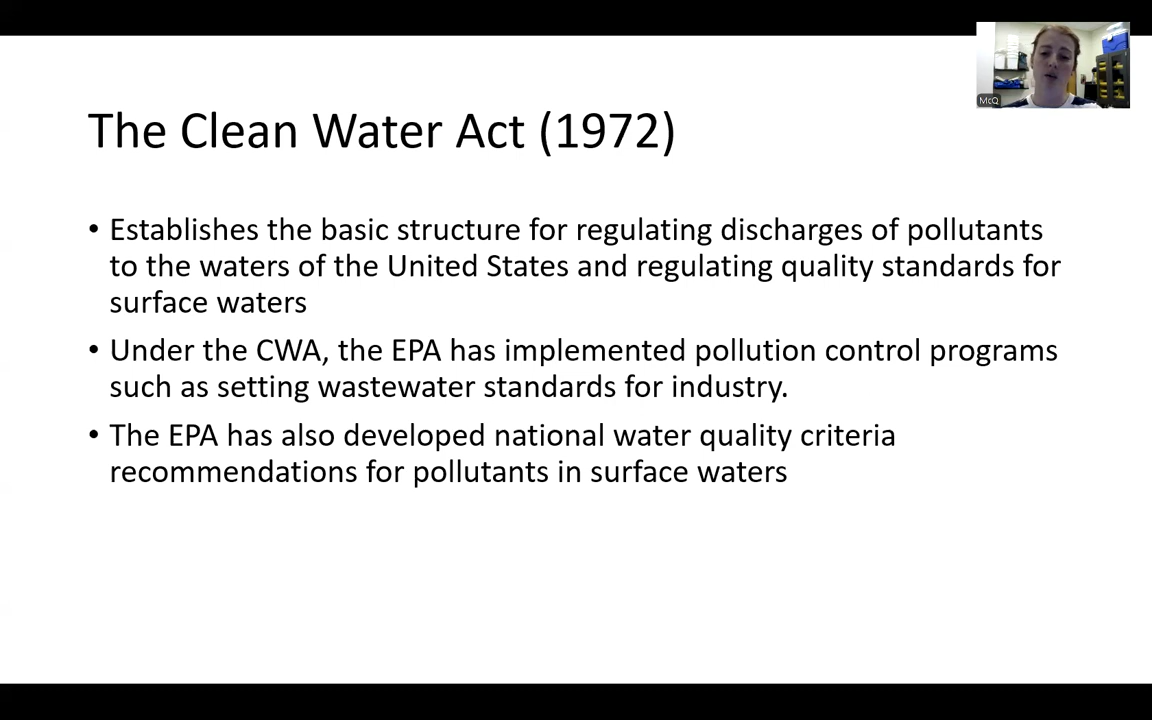 McQ
The Clean Water Act (1972)
• Establishes the basic structure for regulating discharges of pollutants
to the waters of the United States and regulating quality standards for
surface waters
• Under the CWA, the EPA has implemented pollution control programs
such as setting wastewater standards for industry.
• The EPA has also developed national water quality criteria
recommendations for pollutants in surface waters